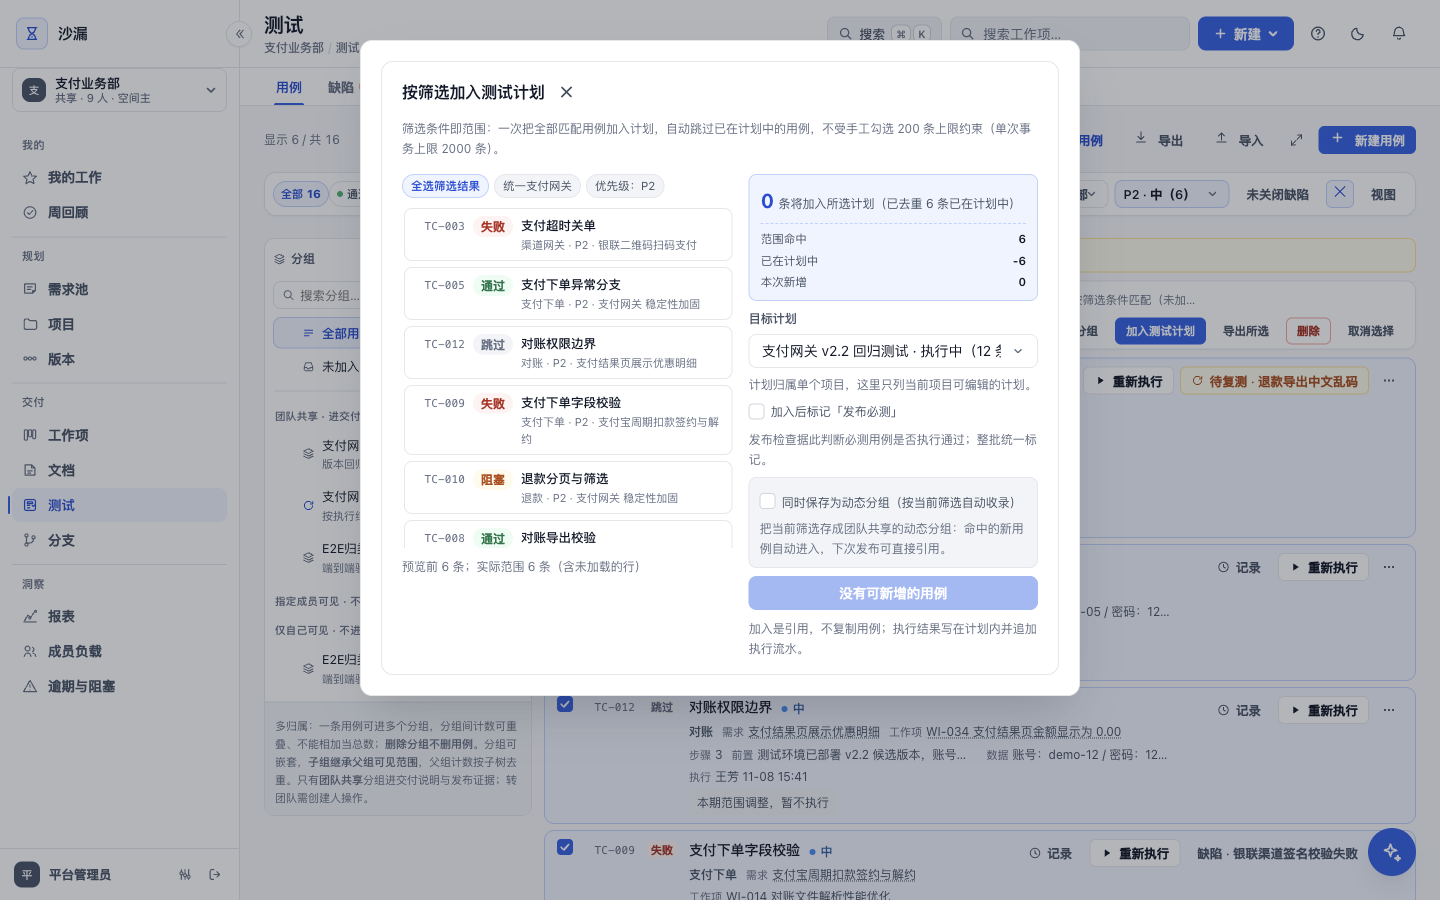 沙漏
测试
支付业务部 / 测试
搜索 ⌘ K
搜索工作项...
新建
支
支付业务部
共享 · 9 人 · 空间主
用例
缺陷
我的
我的工作
周回顾
规划
需求池
项目
版本
交付
工作项
文档
测试
分支
洞察
报表
成员负载
逾期与阻塞
平
平台管理员
显示 6 / 共 16
用例
导出
导入
新建用例
全部 16
通
部
P2 · 中（6）
未关闭缺陷
视图
分组
搜索分组...
全部用
未加入
团队共享 · 进交付
支付网
版本回归
支付网
按执行结
E2E归
端到端
指定成员可见 · 不
仅自己可见 · 不进
E2E归
端到端
多归属：一条用例可进多个分组，分组间计数可重
叠、不能相加当总数；删除分组不删用例。分组可
嵌套，子组继承父组可见范围，父组计数按子树去
重。只有团队共享分组进交付说明与发布证据；转
团队需创建人操作。
按筛选加入测试计划
筛选条件即范围：一次把全部匹配用例加入计划，自动跳过已在计划中的用例，不受手工勾选 200 条上限约束（单次事
务上限 2000 条）。
全选筛选结果
统一支付网关
优先级：P2
TC-003 失败 支付超时关单
渠道网关 · P2 · 银联二维码扫码支付
TC-005 通过 支付下单异常分支
支付下单 · P2 · 支付网关 稳定性加固
TC-012 跳过 对账权限边界
对账 · P2 · 支付结果页展示优惠明细
TC-009 失败 支付下单字段校验
支付下单 · P2 · 支付宝周期扣款签约与解
约
TC-010 阻塞 退款分页与筛选
退款 · P2 · 支付网关 稳定性加固
TC-008 通过 对账导出校验
预览前 6 条；实际范围 6 条（含未加载的行）
0 条将加入所选计划（已去重 6 条已在计划中）
范围命中 6
已在计划中 -6
本次新增 0
目标计划
支付网关 v2.2 回归测试 · 执行中（12 条
计划归属单个项目，这里只列当前项目可编辑的计划。
加入后标记「发布必测」
发布检查据此判断必测用例是否执行通过；整批统一标
记。
同时保存为动态分组（按当前筛选自动收录）
把当前筛选存成团队共享的动态分组：命中的新用
例自动进入，下次发布可直接引用。
没有可新增的用例
加入是引用，不复制用例；执行结果写在计划内并追加
执行流水。
按筛选条件匹配（未加...
分组
加入测试计划
导出所选
删除
取消选择
重新执行
待复测 · 退款导出中文乱码
记录
重新执行
-05 / 密码：12...
TC-012 跳过 对账权限边界 中
记录
重新执行
对账 需求 支付结果页展示优惠明细 工作项 WI-034 支付结果页金额显示为 0.00
步骤 3 前置 测试环境已部署 v2.2 候选版本，账号... 数据 账号：demo-12 / 密码：12...
执行 王芳 11-08 15:41
本期范围调整，暂不执行
TC-009 失败 支付下单字段校验 中
记录
重新执行
缺陷 · 银联渠道签名校验失败
支付下单 需求 支付宝周期扣款签约与解约
工作项 WI-014 对账文件解析性能优化